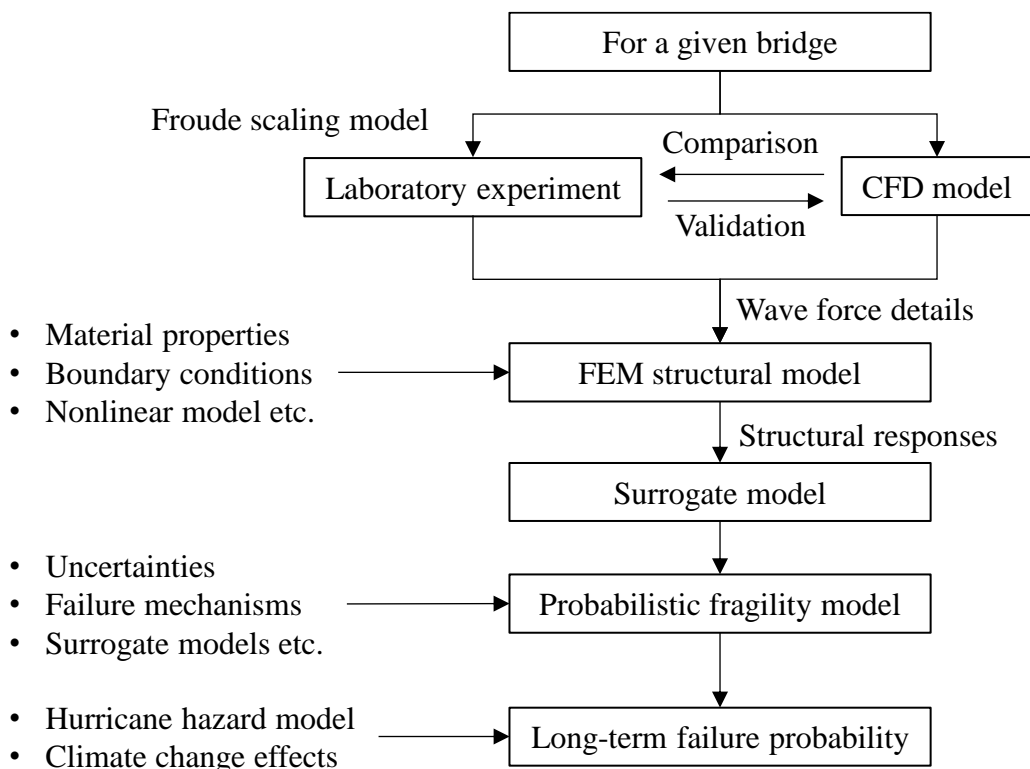 For a given bridge
Froude scaling model
Comparison
Laboratory experiment
CFD model
Validation
Wave force details
• Material properties
• Boundary conditions
• Nonlinear model etc.
FEM structural model
Structural responses
Surrogate model
• Uncertainties
• Failure mechanisms
• Surrogate models etc.
Probabilistic fragility model
• Hurricane hazard model
• Climate change effects
Long-term failure probability